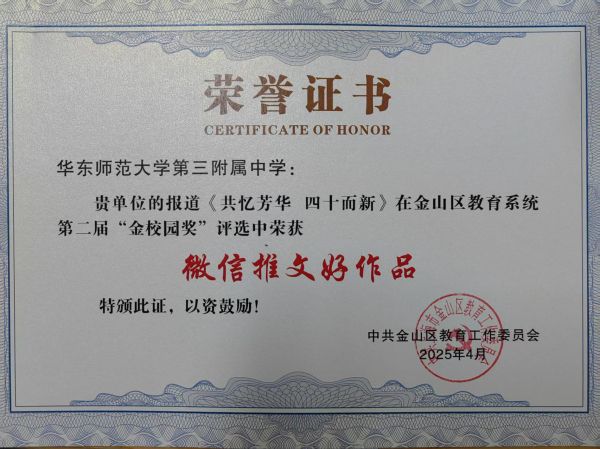 荣誉证书
CERTIFICATE OF HONOR
华东师范大学第三附属中学：
贵单位的报道《共忆芳华 四十而新》在金山区教育系统
第二届“金校园奖”评选中荣获
微信推文好作品
特颁此证，以资鼓励！
中共金山区教育工作委员会
2025年4月